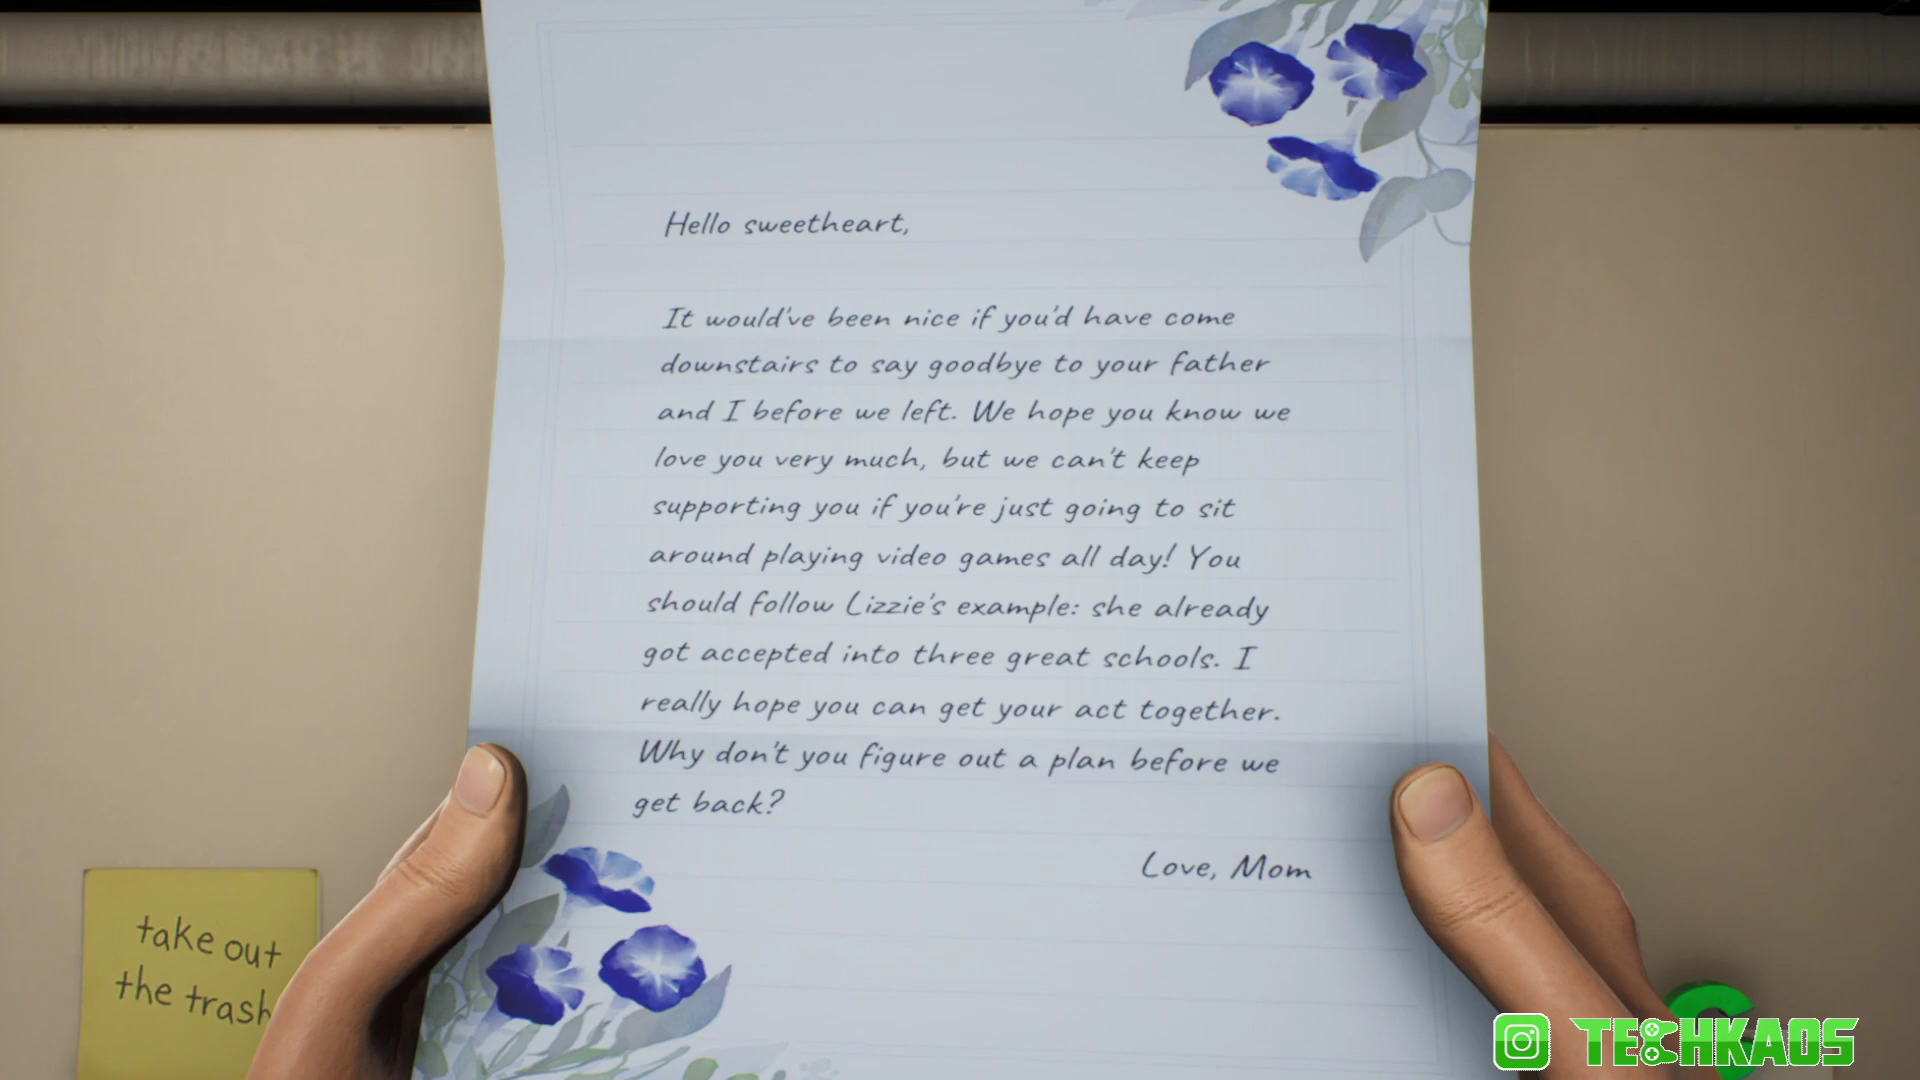 Hello sweetheart,
It would've been nice if you'd have come
downstairs to say goodbye to your father
and I before we left. We hope you know we
love you very much, but we can't keep
supporting you if you're just going to sit
around playing video games all day! You
should follow Lizzie's example: she already
got accepted into three great schools. I
really hope you can get your act together.
Why don't you figure out a plan before we
get back?
Love, Mom
take out
the trash
TECHKAOS